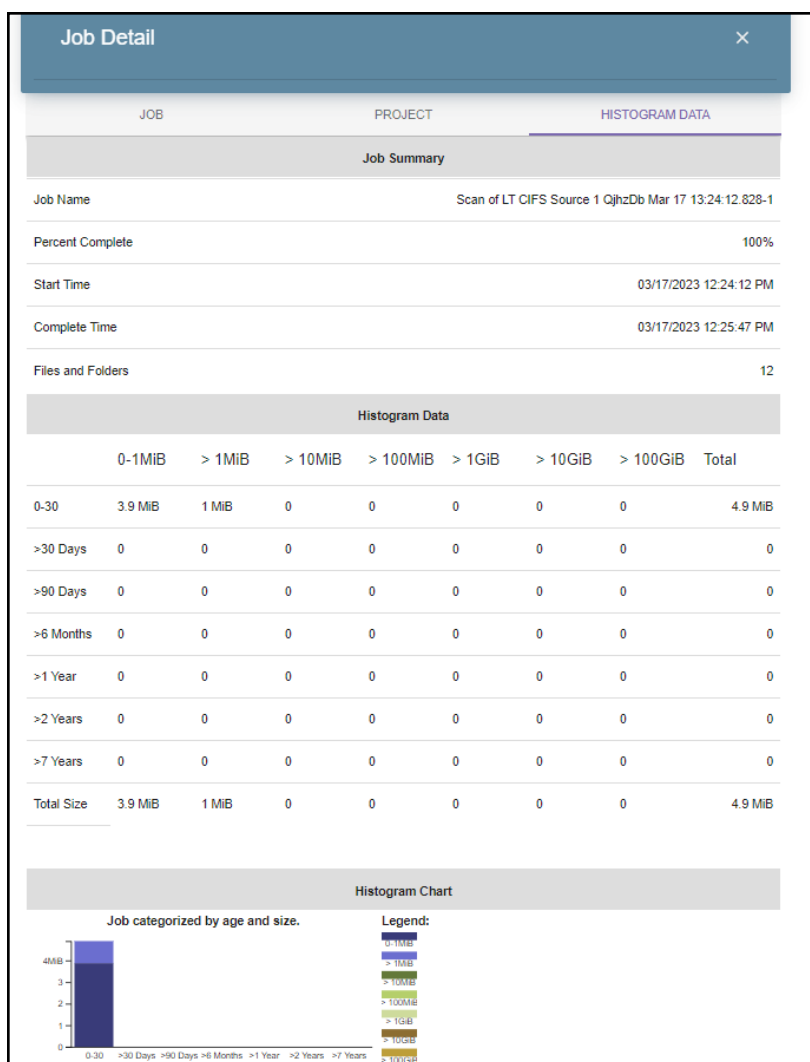 Job Detail ×
JOB PROJECT HISTOGRAM DATA
Job Summary
Job Name Scan of LT CIFS Source 1 QjhzDb Mar 17 13:24:12.828-1
Percent Complete 100%
Start Time 03/17/2023 12:24:12 PM
Complete Time 03/17/2023 12:25:47 PM
Files and Folders 12
Histogram Data
0-1MiB > 1MiB > 10MiB > 100MiB > 1GiB > 10GiB > 100GiB Total
0-30 3.9 MiB 1 MiB 0 0 0 0 0 4.9 MiB
>30 Days 0 0 0 0 0 0 0 0
>90 Days 0 0 0 0 0 0 0 0
>6 Months 0 0 0 0 0 0 0 0
>1 Year 0 0 0 0 0 0 0 0
>2 Years 0 0 0 0 0 0 0 0
>7 Years 0 0 0 0 0 0 0 0
Total Size 3.9 MiB 1 MiB 0 0 0 0 0 4.9 MiB
Histogram Chart
Job categorized by age and size.
4MiB
3
2
1
0
0-30 >30 Days >90 Days >6 Months >1 Year >2 Years >7 Years
Legend:
0-1MiB
> 1MiB
> 10MiB
> 100MiB
> 1GiB
> 10GiB
> 100GiB